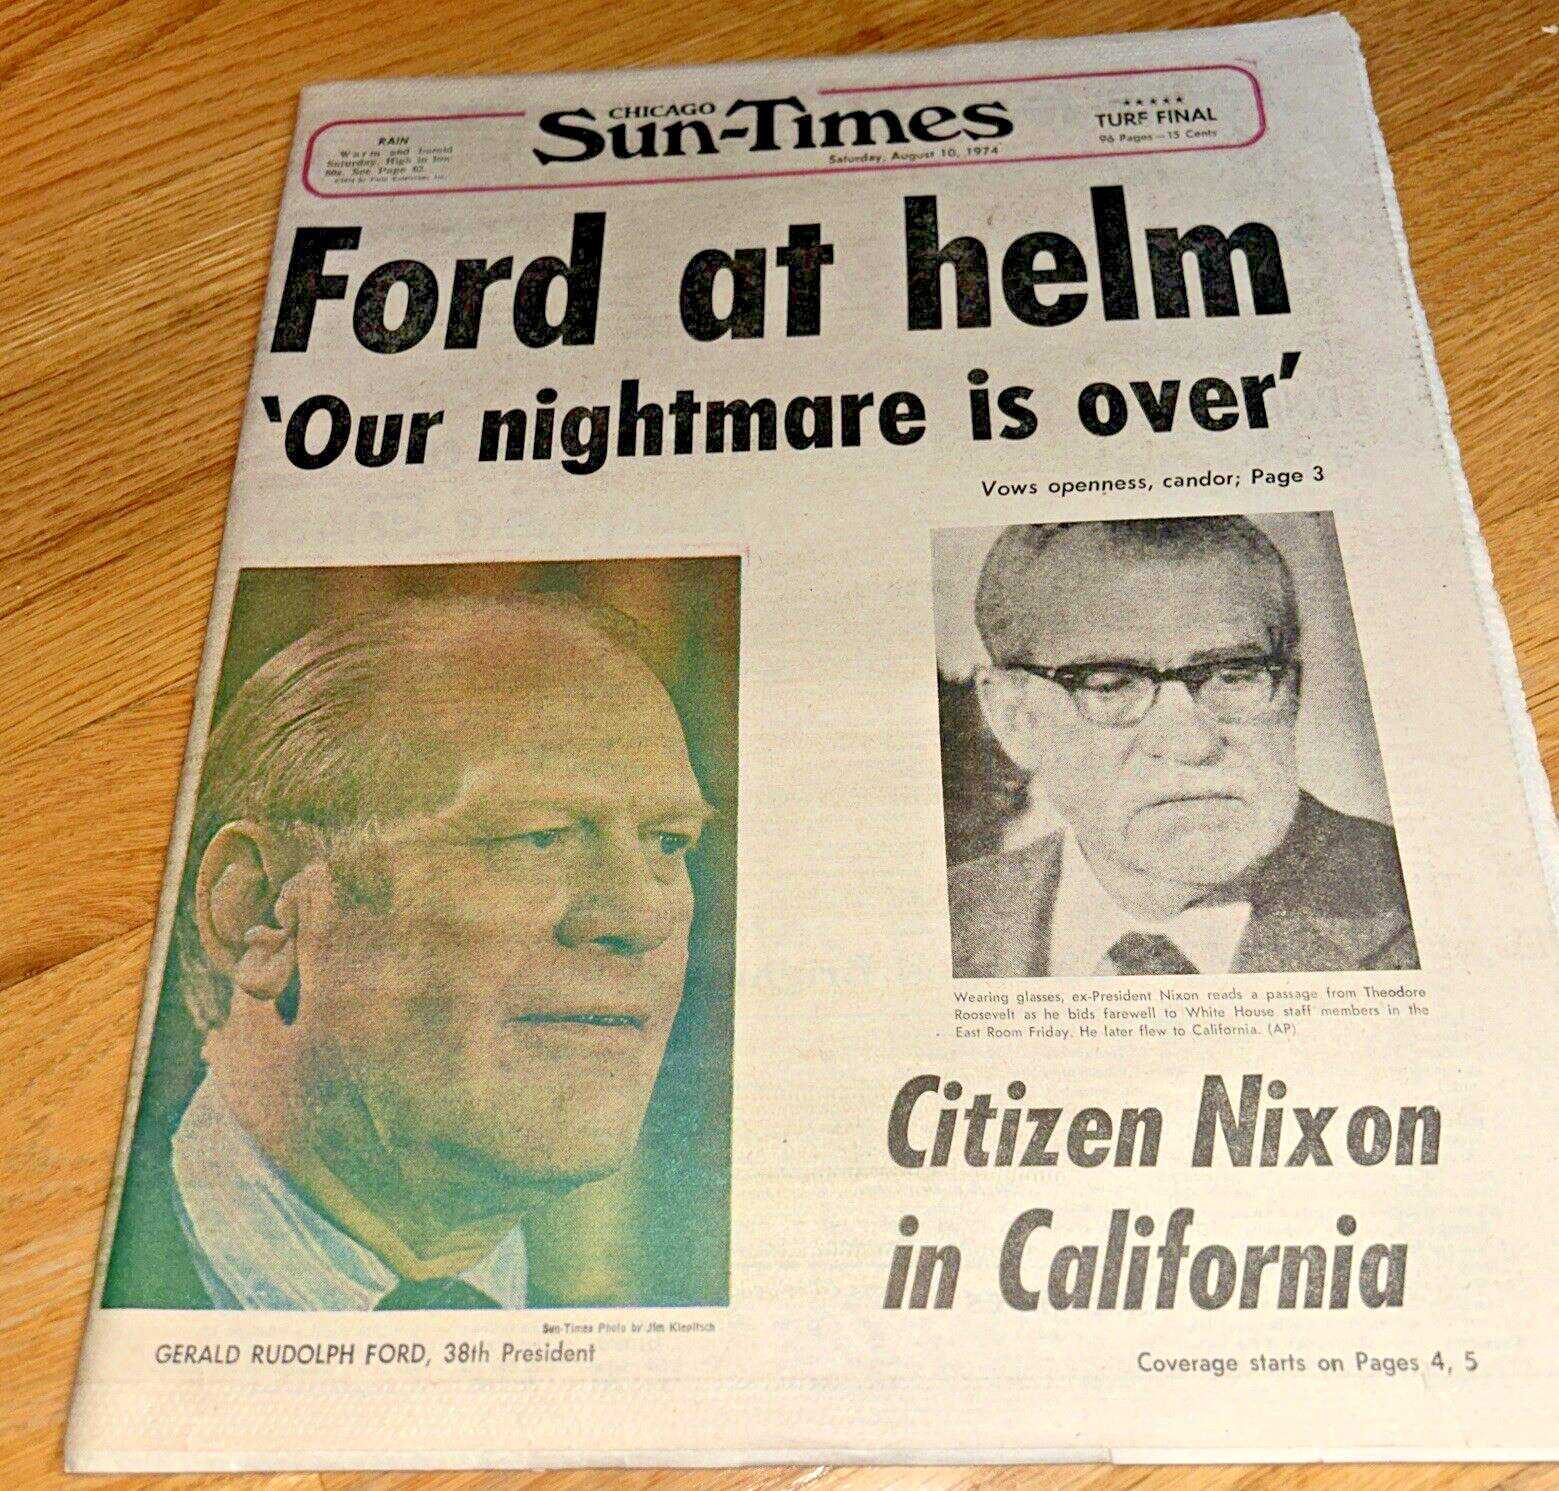 RAIN
Warm and humid
Saturday. High in low
80s. See Page 62.
CHICAGO
Sun-Times
Saturday, August 10, 1974
★★★★★
TURF FINAL
96 Pages—15 Cents
Ford at helm
'Our nightmare is over'
Vows openness, candor; Page 3
Sun-Times Photo by Jim Klepitsch
GERALD RUDOLPH FORD, 38th President
Wearing glasses, ex-President Nixon reads a passage from Theodore
Roosevelt as he bids farewell to White House staff members in the
East Room Friday. He later flew to California. (AP)
Citizen Nixon
in California
Coverage starts on Pages 4, 5